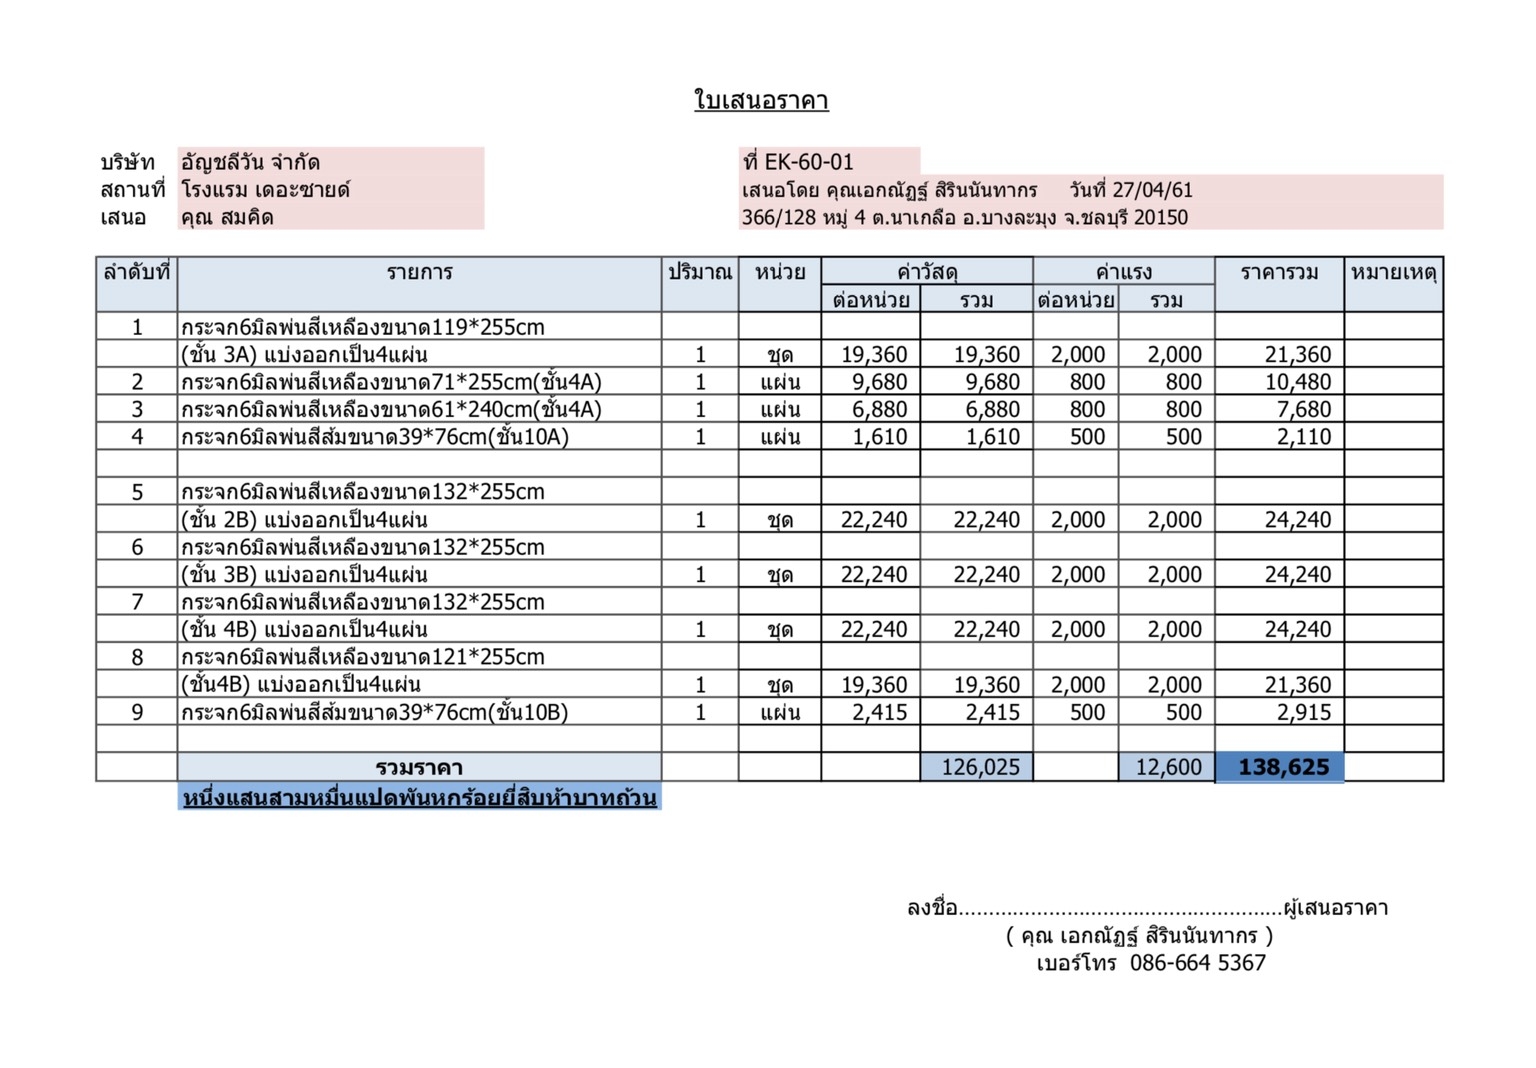 ใบเสนอราคา
บริษัท อัญชลีวัน จำกัด ที่ EK-60-01
สถานที่ โรงแรม เดอะซายด์ เสนอโดย คุณเอกณัฏฐ์ สิรินนันทากร วันที่ 27/04/61
เสนอ คุณ สมคิด 366/128 หมู่ 4 ต.นาเกลือ อ.บางละมุง จ.ชลบุรี 20150
ลำดับที่ รายการ ปริมาณ หน่วย ค่าวัสดุ ค่าแรง ราคารวม หมายเหตุ
ต่อหน่วย รวม ต่อหน่วย รวม
1 กระจก6มิลพ่นสีเหลืองขนาด119*255cm
(ชั้น 3A) แบ่งออกเป็น4แผ่น 1 ชุด 19,360 19,360 2,000 2,000 21,360
2 กระจก6มิลพ่นสีเหลืองขนาด71*255cm(ชั้น4A) 1 แผ่น 9,680 9,680 800 800 10,480
3 กระจก6มิลพ่นสีเหลืองขนาด61*240cm(ชั้น4A) 1 แผ่น 6,880 6,880 800 800 7,680
4 กระจก6มิลพ่นสีส้มขนาด39*76cm(ชั้น10A) 1 แผ่น 1,610 1,610 500 500 2,110
5 กระจก6มิลพ่นสีเหลืองขนาด132*255cm
(ชั้น 2B) แบ่งออกเป็น4แผ่น 1 ชุด 22,240 22,240 2,000 2,000 24,240
6 กระจก6มิลพ่นสีเหลืองขนาด132*255cm
(ชั้น 3B) แบ่งออกเป็น4แผ่น 1 ชุด 22,240 22,240 2,000 2,000 24,240
7 กระจก6มิลพ่นสีเหลืองขนาด132*255cm
(ชั้น 4B) แบ่งออกเป็น4แผ่น 1 ชุด 22,240 22,240 2,000 2,000 24,240
8 กระจก6มิลพ่นสีเหลืองขนาด121*255cm
(ชั้น4B) แบ่งออกเป็น4แผ่น 1 ชุด 19,360 19,360 2,000 2,000 21,360
9 กระจก6มิลพ่นสีส้มขนาด39*76cm(ชั้น10B) 1 แผ่น 2,415 2,415 500 500 2,915
รวมราคา 126,025 12,600 138,625
หนึ่งแสนสามหมื่นแปดพันหกร้อยยี่สิบห้าบาทถ้วน
ลงชื่อ......................................................ผู้เสนอราคา
( คุณ เอกณัฏฐ์ สิรินนันทากร )
เบอร์โทร 086-664 5367